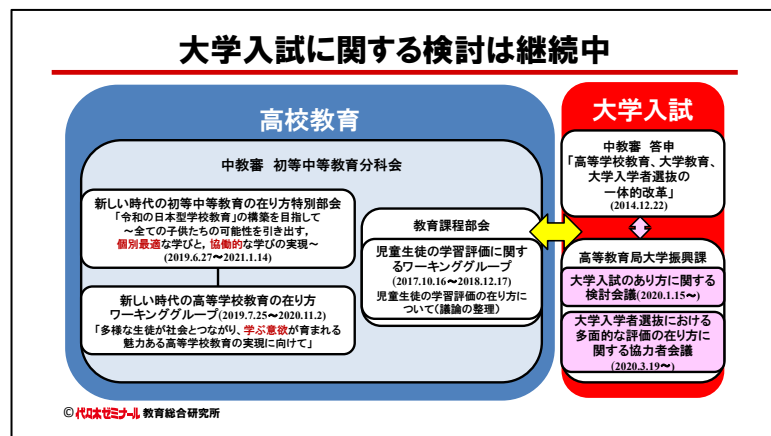 大学入試に関する検討は継続中
高校教育
中教審 初等中等教育分科会
新しい時代の初等中等教育の在り方特別部会
「令和の日本型学校教育」の構築を目指して
～全ての子供たちの可能性を引き出す,
個別最適な学びと,協働的な学びの実現～
(2019.6.27～2021.1.14)
新しい時代の高等学校教育の在り方
ワーキンググループ(2019.7.25～2020.11.2)
「多様な生徒が社会とつながり、学ぶ意欲が育まれる
魅力ある高等学校教育の実現に向けて」
教育課程部会
児童生徒の学習評価に関す
るワーキンググループ
(2017.10.16～2018.12.17)
児童生徒の学習評価の在り方に
ついて(議論の整理)
大学入試
中教審 答申
「高等学校教育、大学教育、
大学入学者選抜の
一体的改革」
(2014.12.22)
高等教育局大学振興課
大学入試のあり方に関する
検討会議(2020.1.15～)
大学入学者選抜における
多面的な評価の在り方に
関する協力者会議
(2020.3.19～)
©代々木ゼミナール 教育総合研究所